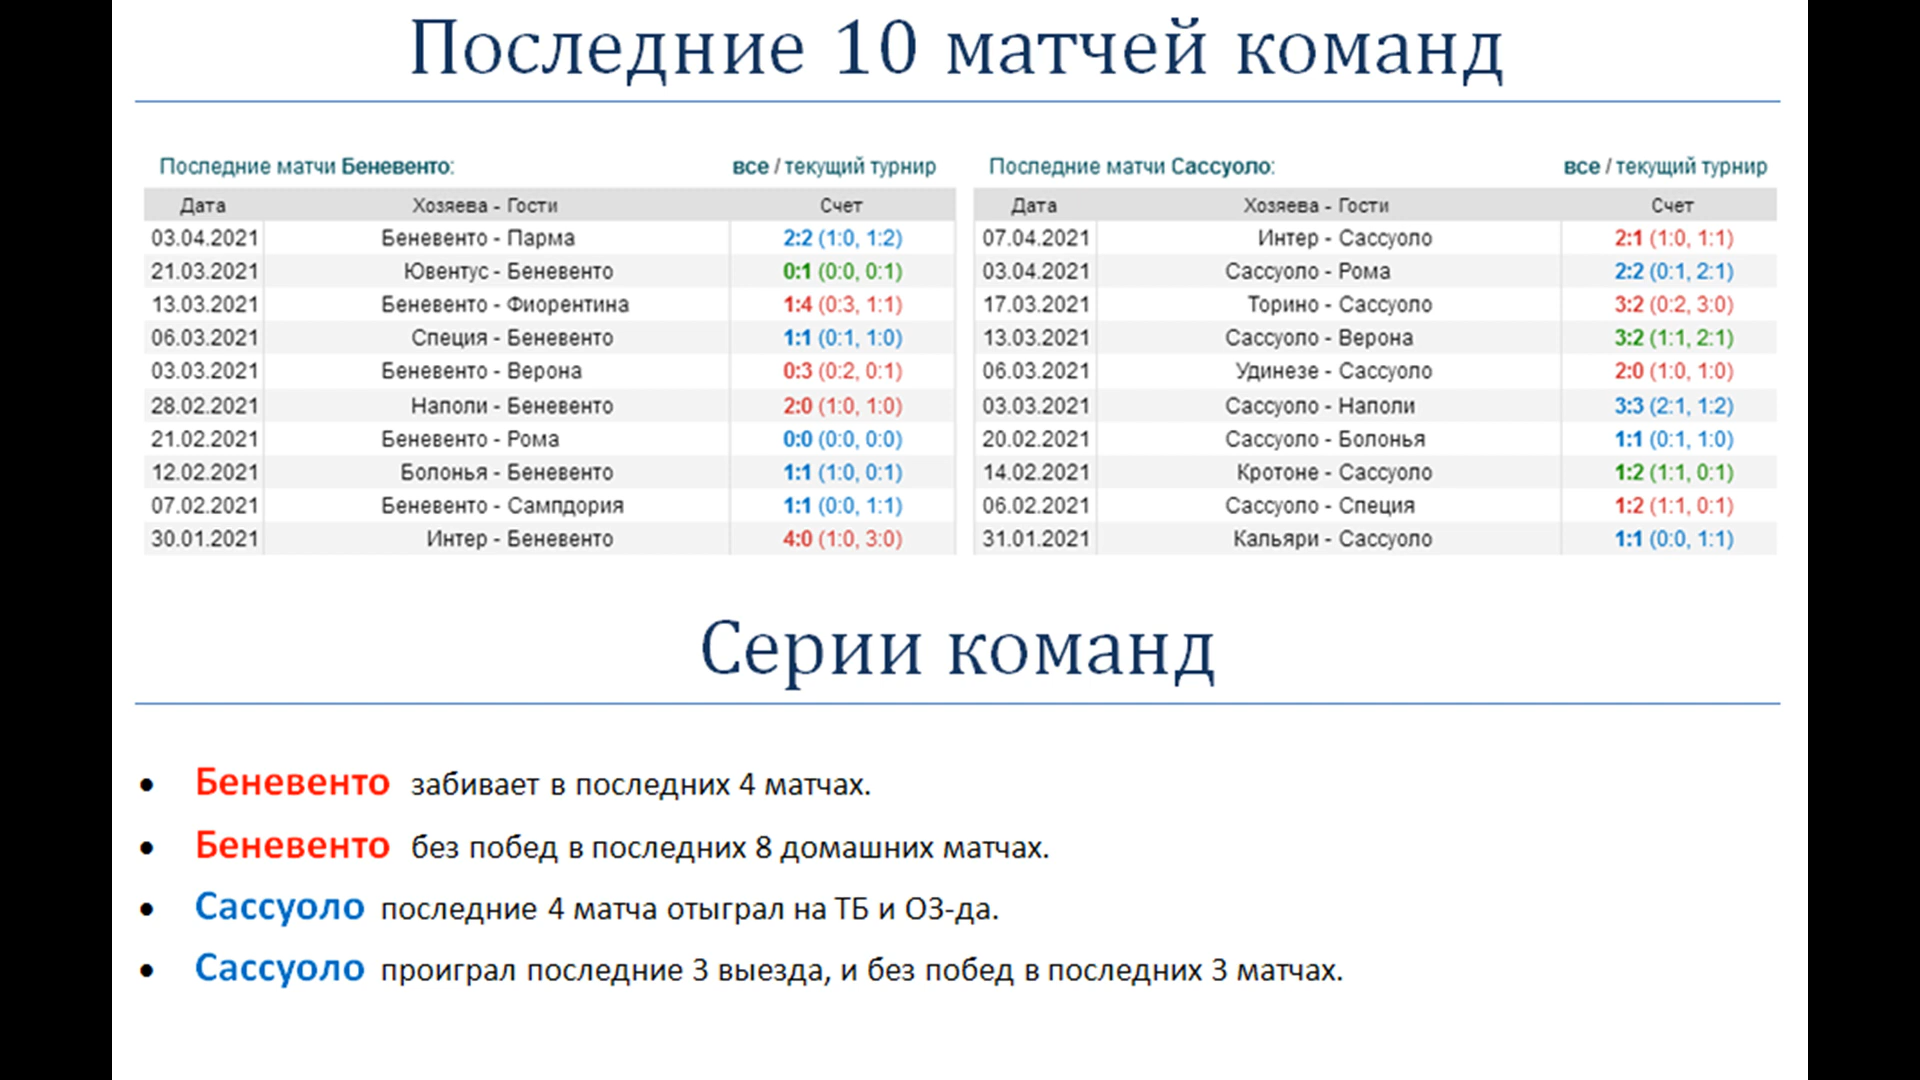 Последние 10 матчей команд
Последние матчи Беневенто: все / текущий турнир
Дата Хозяева - Гости Счет
03.04.2021 Беневенто - Парма 2:2 (1:0, 1:2)
21.03.2021 Ювентус - Беневенто 0:1 (0:0, 0:1)
13.03.2021 Беневенто - Фиорентина 1:4 (0:3, 1:1)
06.03.2021 Специя - Беневенто 1:1 (0:1, 1:0)
03.03.2021 Беневенто - Верона 0:3 (0:2, 0:1)
28.02.2021 Наполи - Беневенто 2:0 (1:0, 1:0)
21.02.2021 Беневенто - Рома 0:0 (0:0, 0:0)
12.02.2021 Болонья - Беневенто 1:1 (1:0, 0:1)
07.02.2021 Беневенто - Сампдория 1:1 (0:0, 1:1)
30.01.2021 Интер - Беневенто 4:0 (1:0, 3:0)
Последние матчи Сассуоло: все / текущий турнир
Дата Хозяева - Гости Счет
07.04.2021 Интер - Сассуоло 2:1 (1:0, 1:1)
03.04.2021 Сассуоло - Рома 2:2 (0:1, 2:1)
17.03.2021 Торино - Сассуоло 3:2 (0:2, 3:0)
13.03.2021 Сассуоло - Верона 3:2 (1:1, 2:1)
06.03.2021 Удинезе - Сассуоло 2:0 (1:0, 1:0)
03.03.2021 Сассуоло - Наполи 3:3 (2:1, 1:2)
20.02.2021 Сассуоло - Болонья 1:1 (0:1, 1:0)
14.02.2021 Кротоне - Сассуоло 1:2 (1:1, 0:1)
06.02.2021 Сассуоло - Специя 1:2 (1:1, 0:1)
31.01.2021 Кальяри - Сассуоло 1:1 (0:0, 1:1)
Серии команд
• Беневенто забивает в последних 4 матчах.
• Беневенто без побед в последних 8 домашних матчах.
• Сассуоло последние 4 матча отыграл на ТБ и ОЗ-да.
• Сассуоло проиграл последние 3 выезда, и без побед в последних 3 матчах.